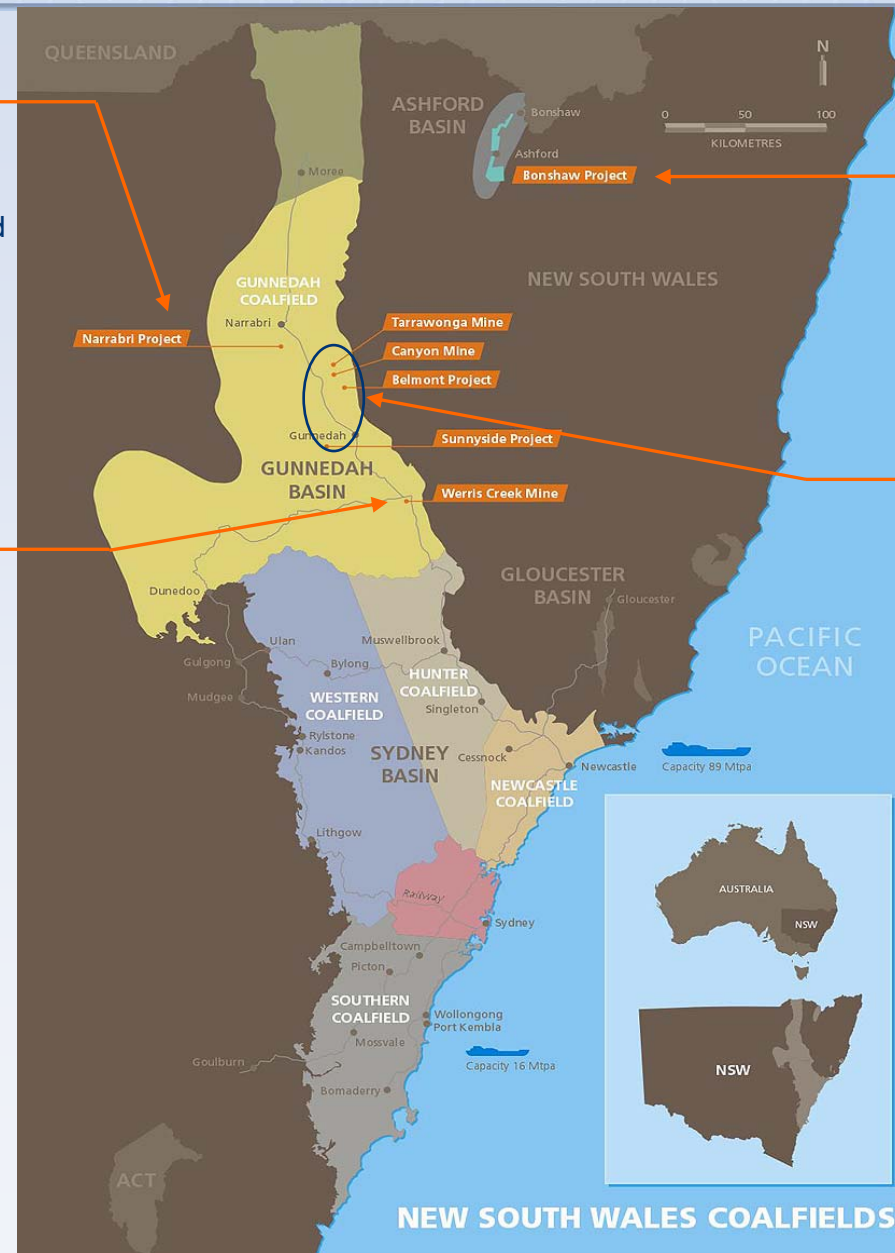 QUEENSLAND
N
ASHFORD
BASIN
Bonshaw
0 50 100
KILOMETRES
Ashford
Bonshaw Project
Moree
d
NEW SOUTH WALES
GUNNEDAH
COALFIELD
Narrabri
Narrabri Project
Tarrawonga Mine
Canyon Mine
Belmont Project
Gunnedah
Sunnyside Project
GUNNEDAH
BASIN
Werris Creek Mine
GLOUCESTER
BASIN
Gloucester
Dunedoo
PACIFIC
OCEAN
Ulan
Muswellbrook
Gulgong
Bylong
HUNTER
COALFIELD
Mudgee
WESTERN
COALFIELD
Singleton
Rylstone
Kandos
SYDNEY
BASIN
Cessnock
Newcastle
Capacity 89 Mtpa
NEWCASTLE
COALFIELD
Lithgow
AUSTRALIA
NSW
Railway
Sydney
Campbelltown
Picton
SOUTHERN
COALFIELD
Wollongong
Port Kembla
Mossvale
Capacity 16 Mtpa
Goulburn
Bomaderry
NSW
ACT
NEW SOUTH WALES COALFIELDS